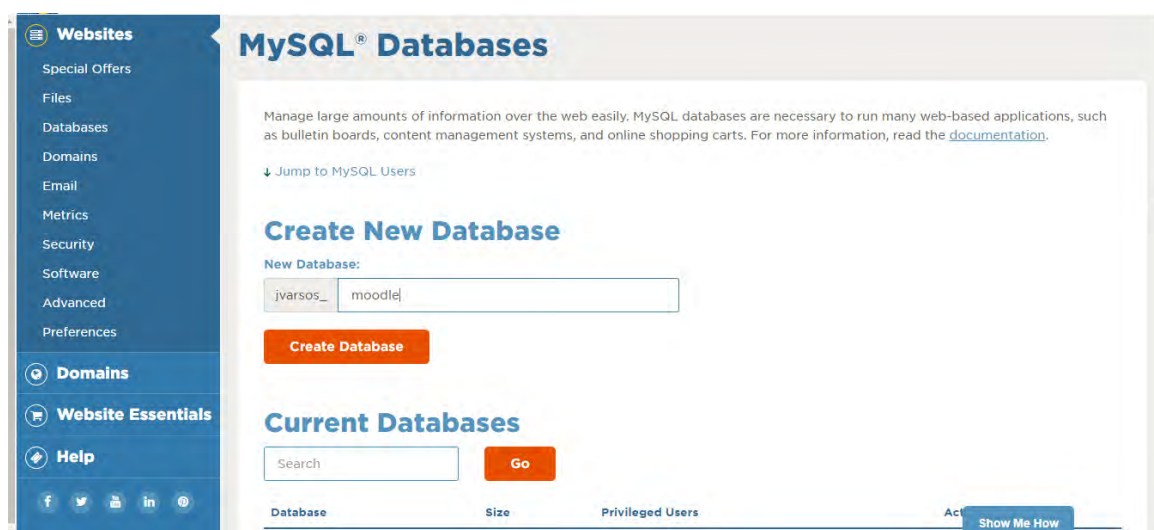 Websites
Special Offers
Files
Databases
Domains
Email
Metrics
Security
Software
Advanced
Preferences
Domains
Website Essentials
Help
MySQL® Databases
Manage large amounts of information over the web easily. MySQL databases are necessary to run many web-based applications, such
as bulletin boards, content management systems, and online shopping carts. For more information, read the documentation.
Jump to MySQL Users
Create New Database
New Database:
jvarsos_ moodle
Create Database
Current Databases
Search Go
Database Size Privileged Users
Show Me How